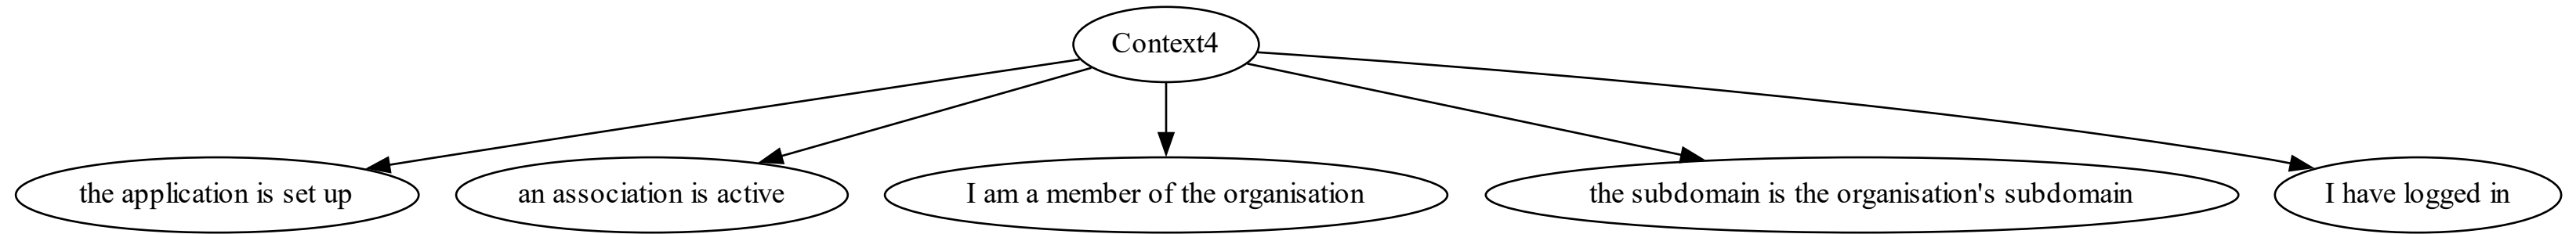 Context4
the application is set up
an association is active
I am a member of the organisation
the subdomain is the organisation's subdomain
I have logged in